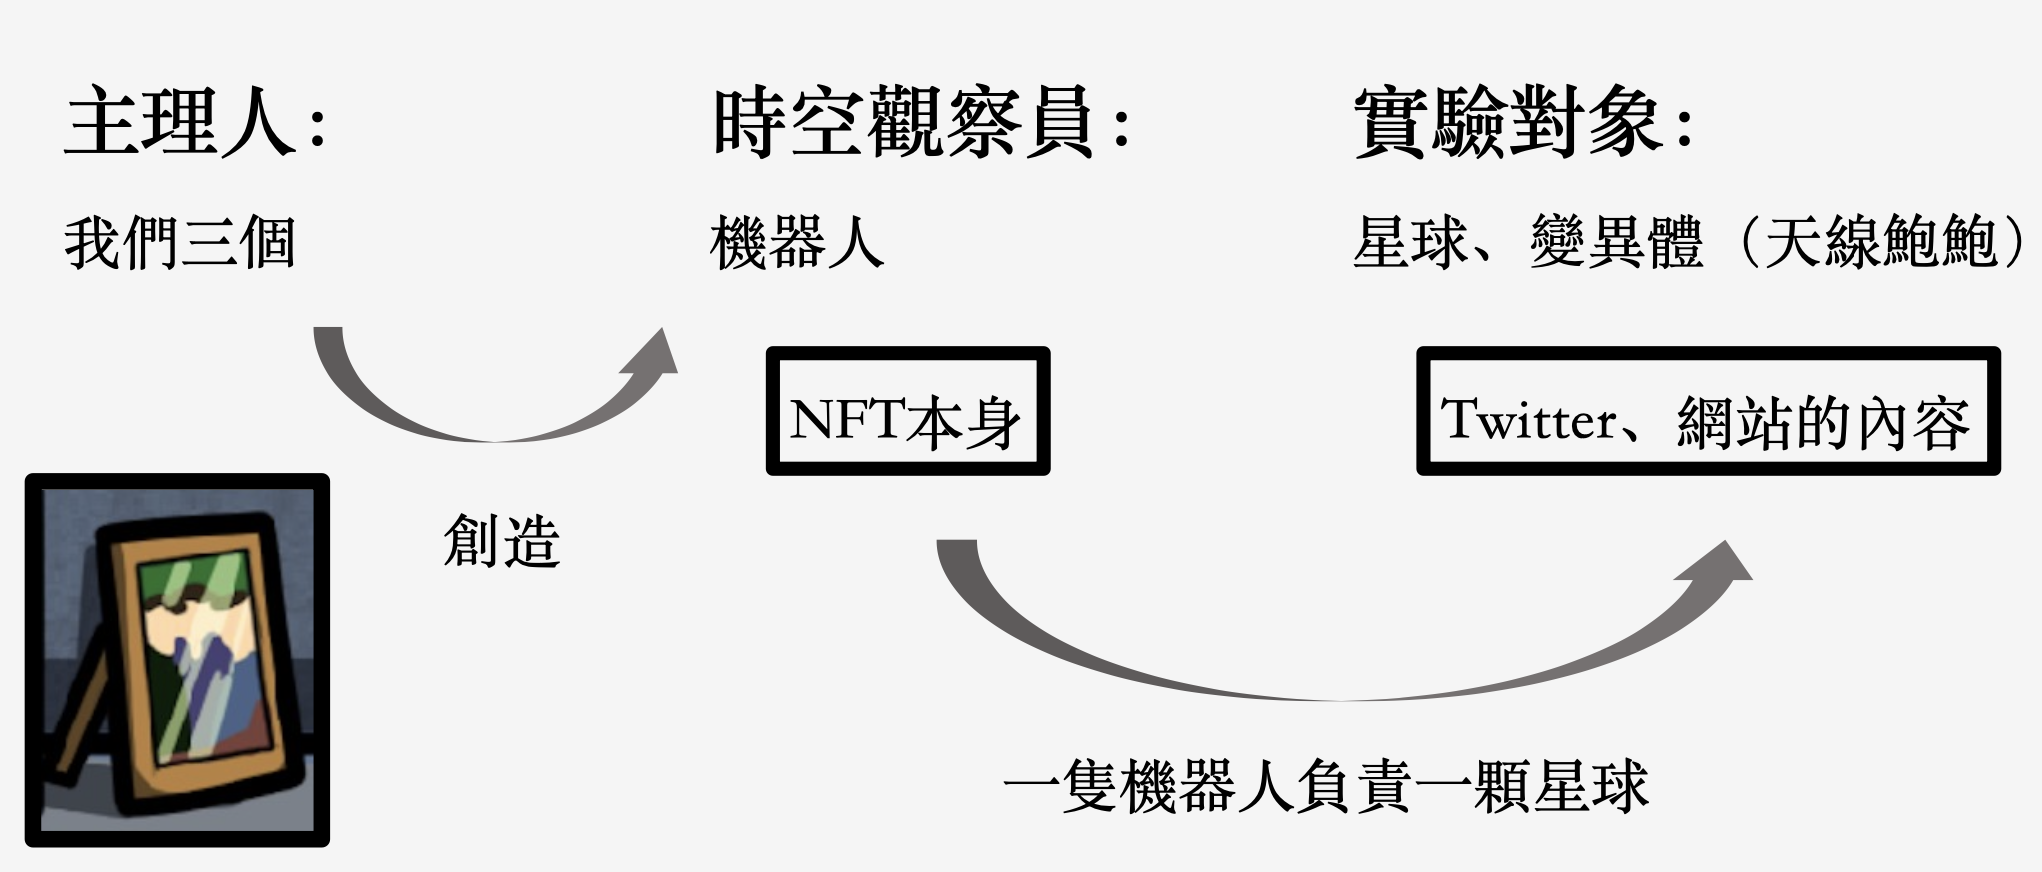 主理人：
我們三個
創造
時空觀察員：
機器人
NFT本身
一隻機器人負責一顆星球
實驗對象：
星球、變異體（天線鮑鮑）
Twitter、網站的內容